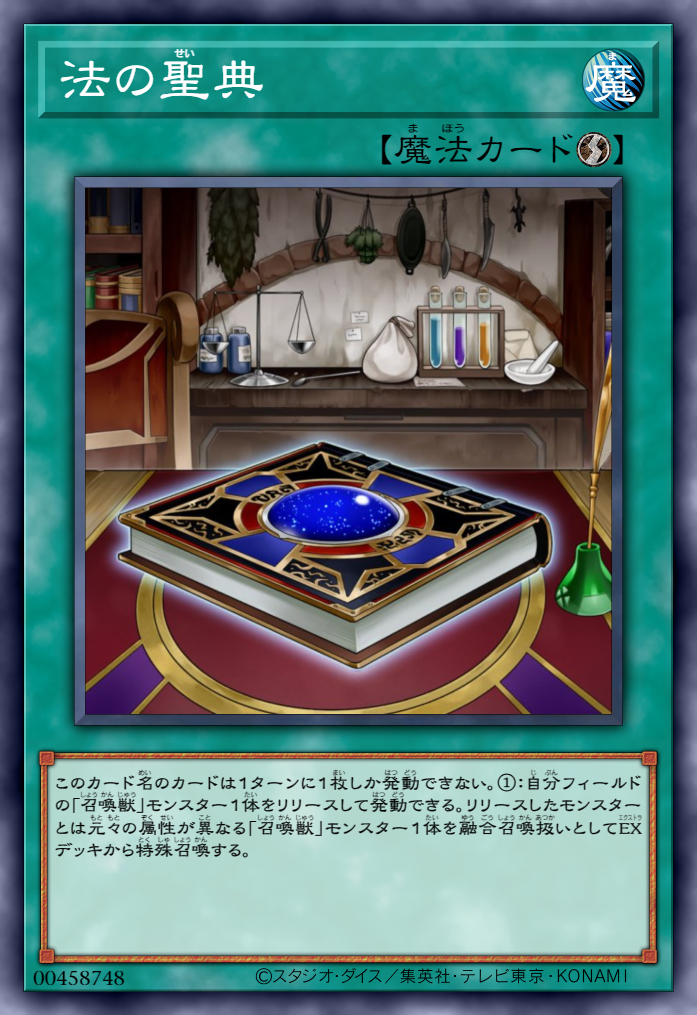 法の聖典
魔
【魔法カード】
このカード名のカードは1ターンに1枚しか発動できない。①：自分フィールド
の「召喚獣」モンスター1体をリリースして発動できる。リリースしたモンスター
とは元々の属性が異なる「召喚獣」モンスター1体を融合召喚扱いとしてEX
デッキから特殊召喚する。
00458748
©スタジオ・ダイス／集英社・テレビ東京・KONAMI